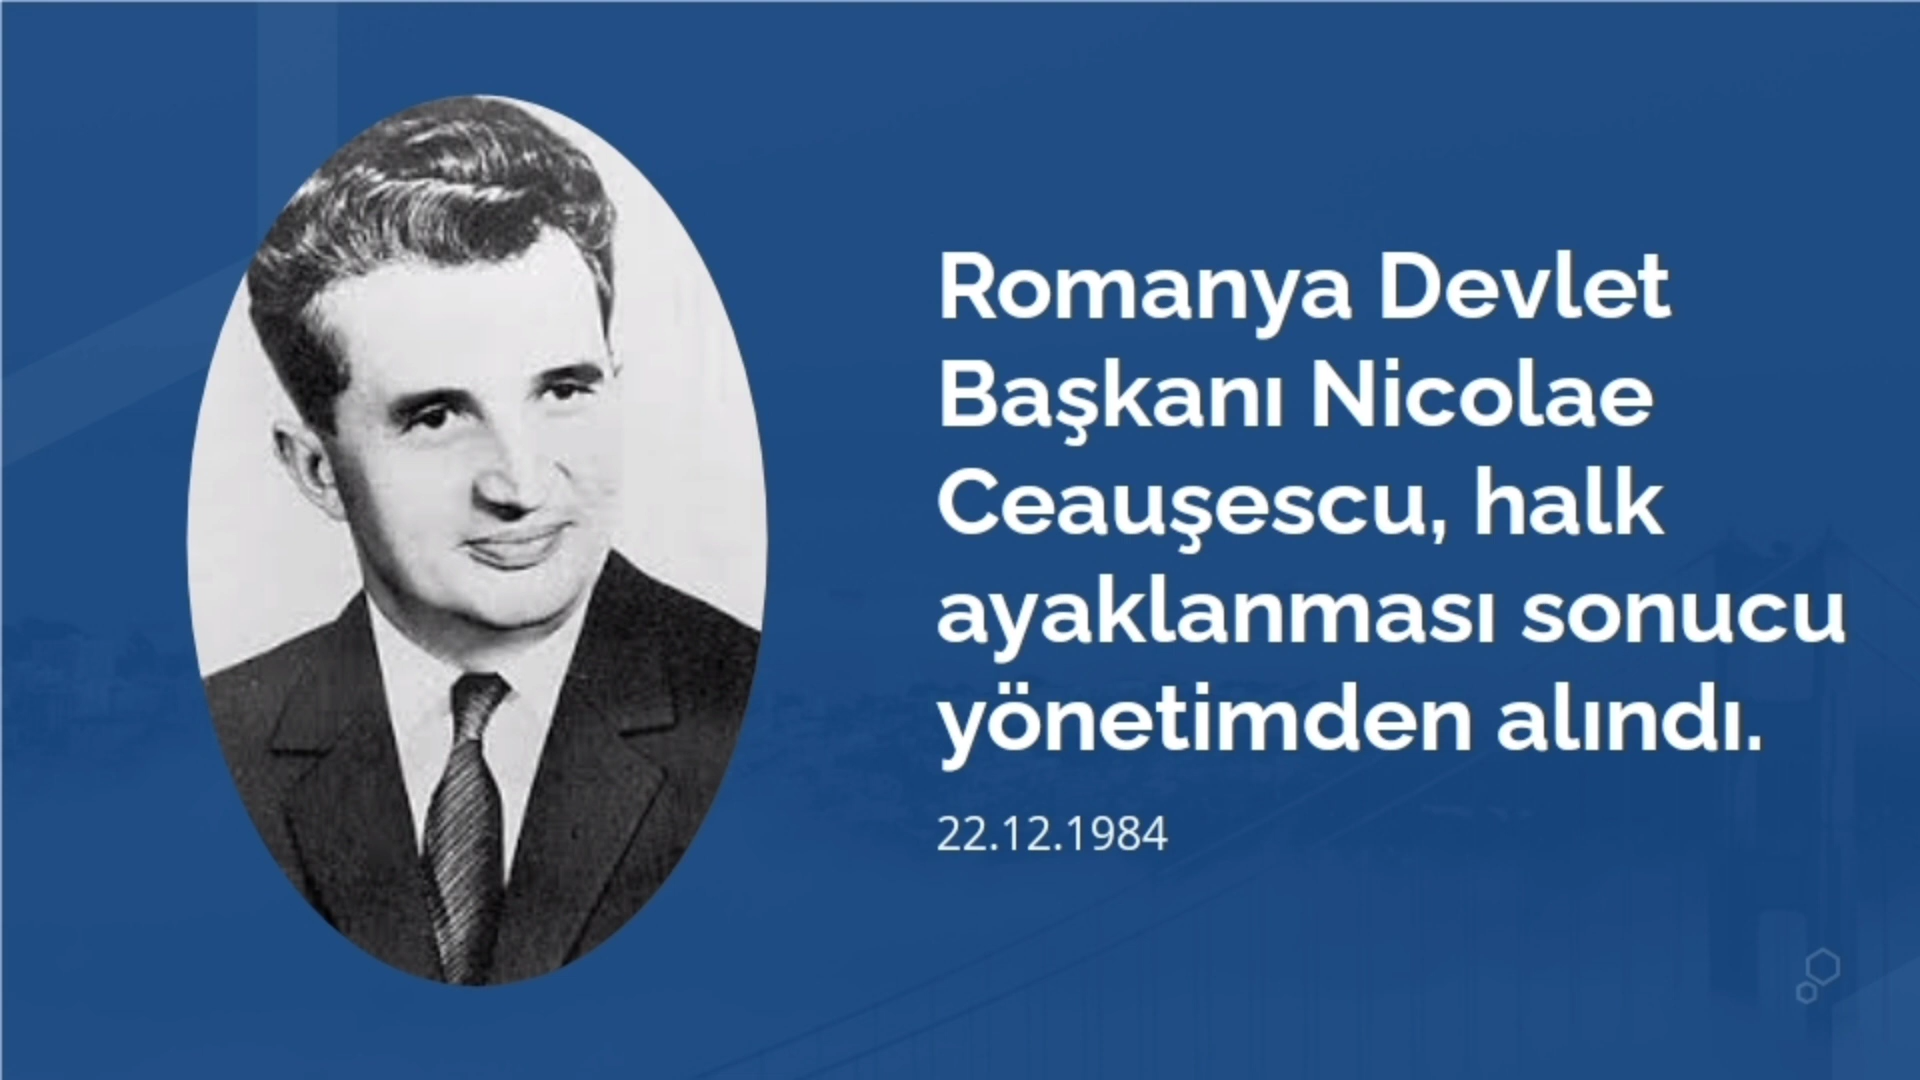 Romanya Devlet
Başkanı Nicolae
Ceauşescu, halk
ayaklanması sonucu
yönetimden alındı.
22.12.1984